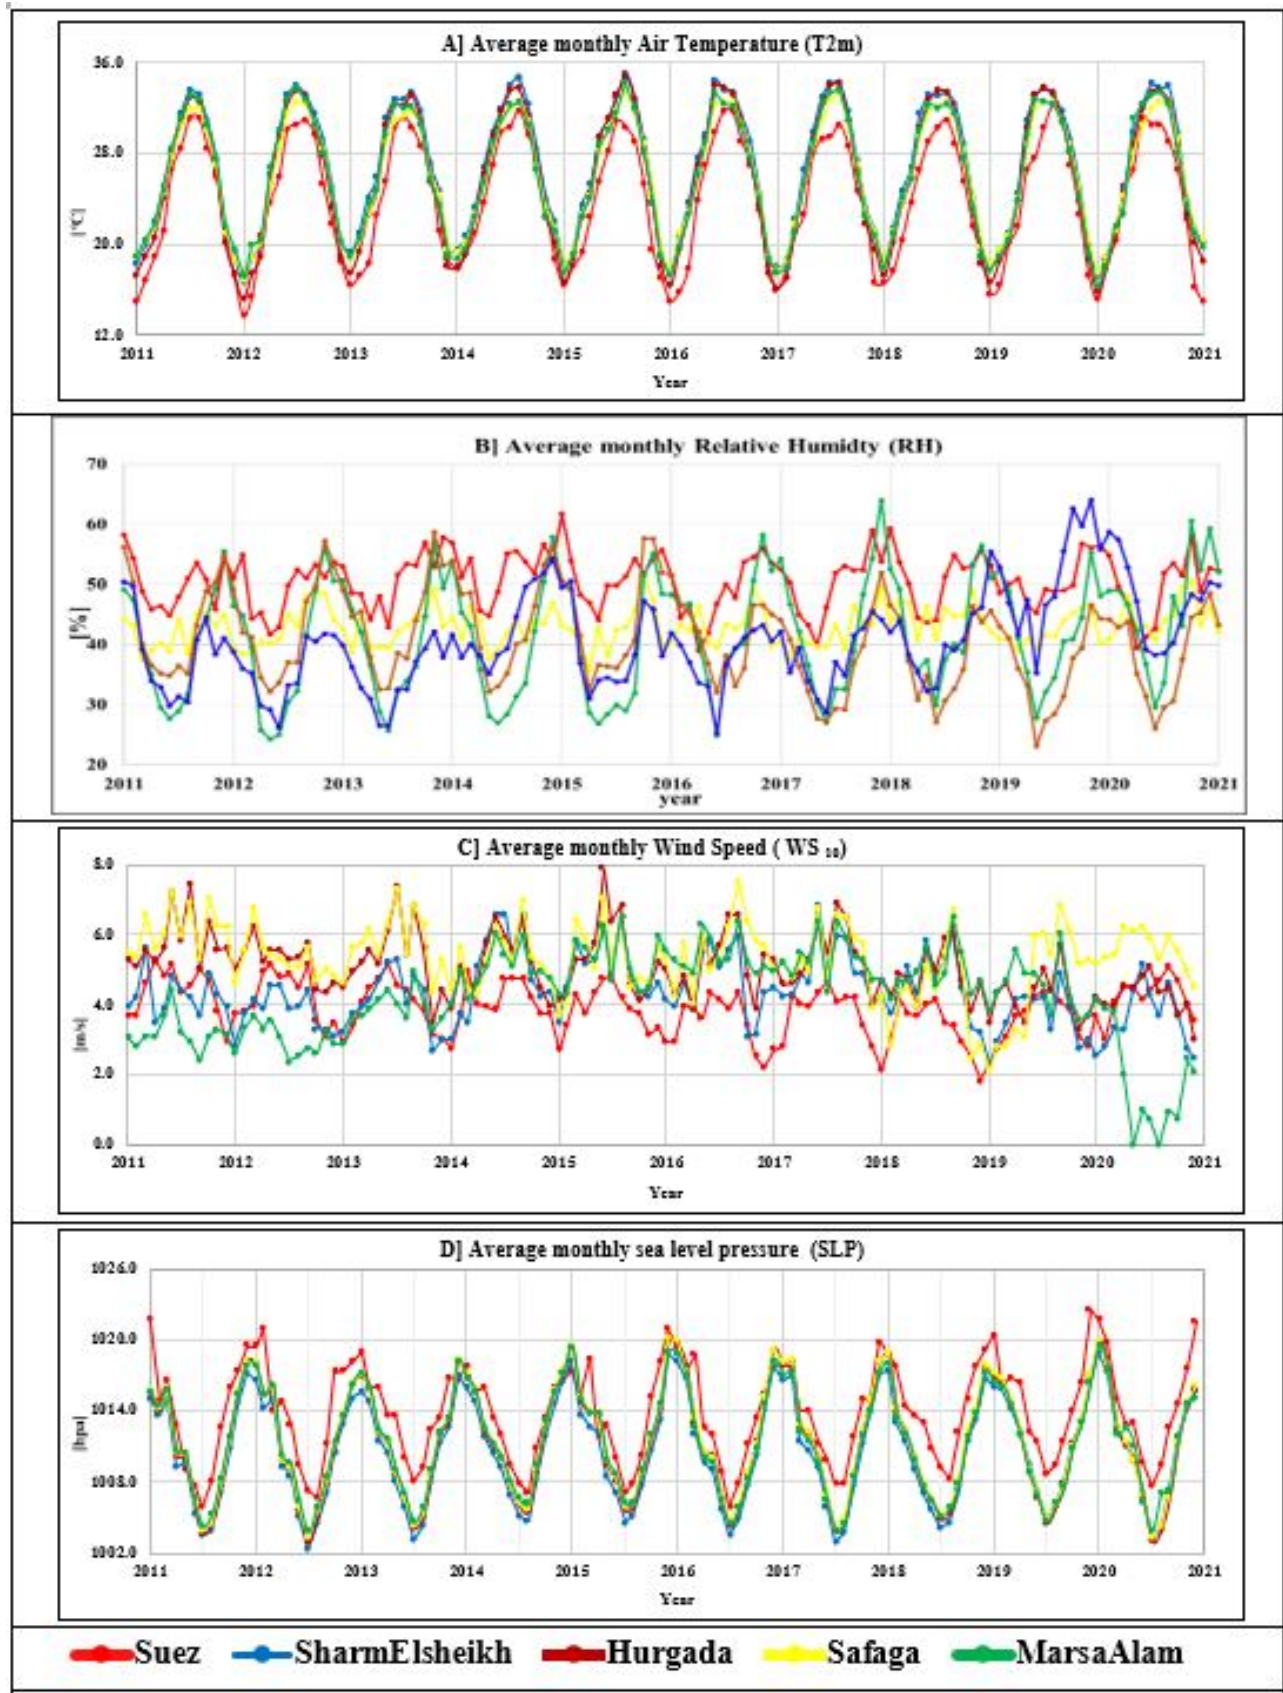 A] Average monthly Air Temperature (T2m)
36.0
28.0
20.0
12.0
[°C]
2011 2012 2013 2014 2015 2016 2017 2018 2019 2020 2021
Year
B] Average monthly Relative Humidty (RH)
70
60
50
40
30
20
[%]
2011 2012 2013 2014 2015 2016 2017 2018 2019 2020 2021
year
C] Average monthly Wind Speed ( WS 10)
8.0
6.0
4.0
2.0
0.0
[m/s]
2011 2012 2013 2014 2015 2016 2017 2018 2019 2020 2021
Year
D] Average monthly sea level pressure (SLP)
1026.0
1020.0
1014.0
1008.0
1002.0
[hpa]
2011 2012 2013 2014 2015 2016 2017 2018 2019 2020 2021
Year
Suez SharmElsheikh Hurgada Safaga MarsaAlam